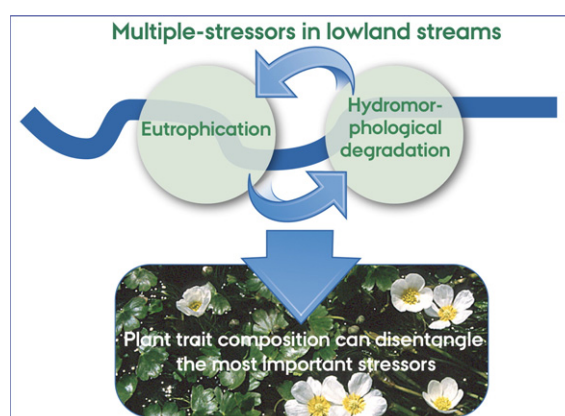 Multiple-stressors in lowland streams
Eutrophication
Hydromor-
phological
degradation
Plant trait composition can disentangle
the most important stressors